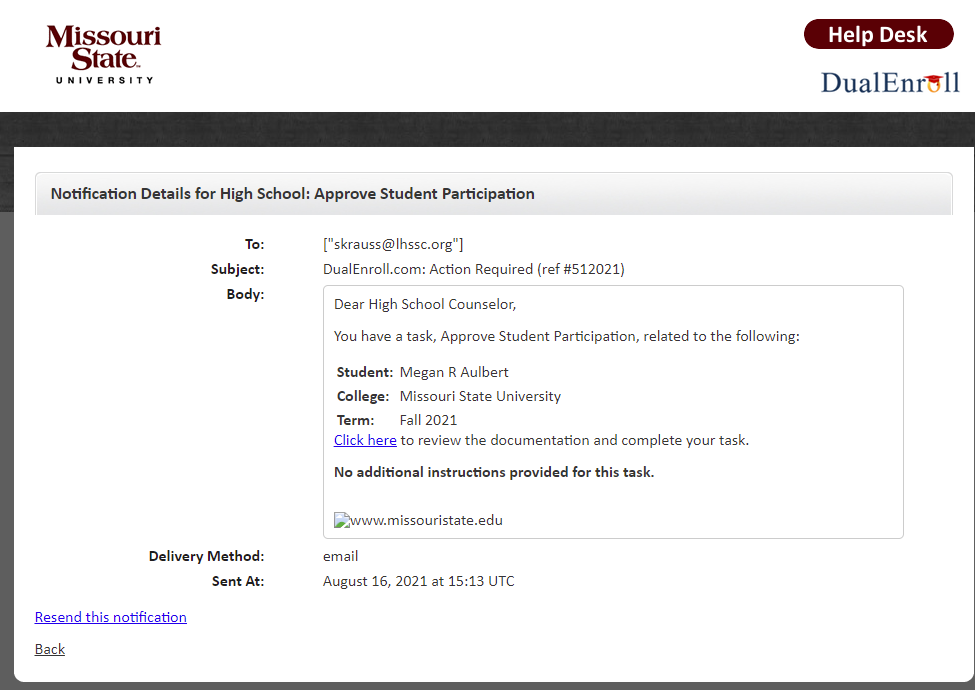 Missouri
State™
UNIVERSITY
Help Desk
DualEnroll
Notification Details for High School: Approve Student Participation
To: ["skrauss@lhssc.org"]
Subject: DualEnroll.com: Action Required (ref #512021)
Body:
Dear High School Counselor,
You have a task, Approve Student Participation, related to the following:
Student: Megan R Aulbert
College: Missouri State University
Term: Fall 2021
Click here to review the documentation and complete your task.
No additional instructions provided for this task.
www.missouristate.edu
Delivery Method: email
Sent At: August 16, 2021 at 15:13 UTC
Resend this notification
Back